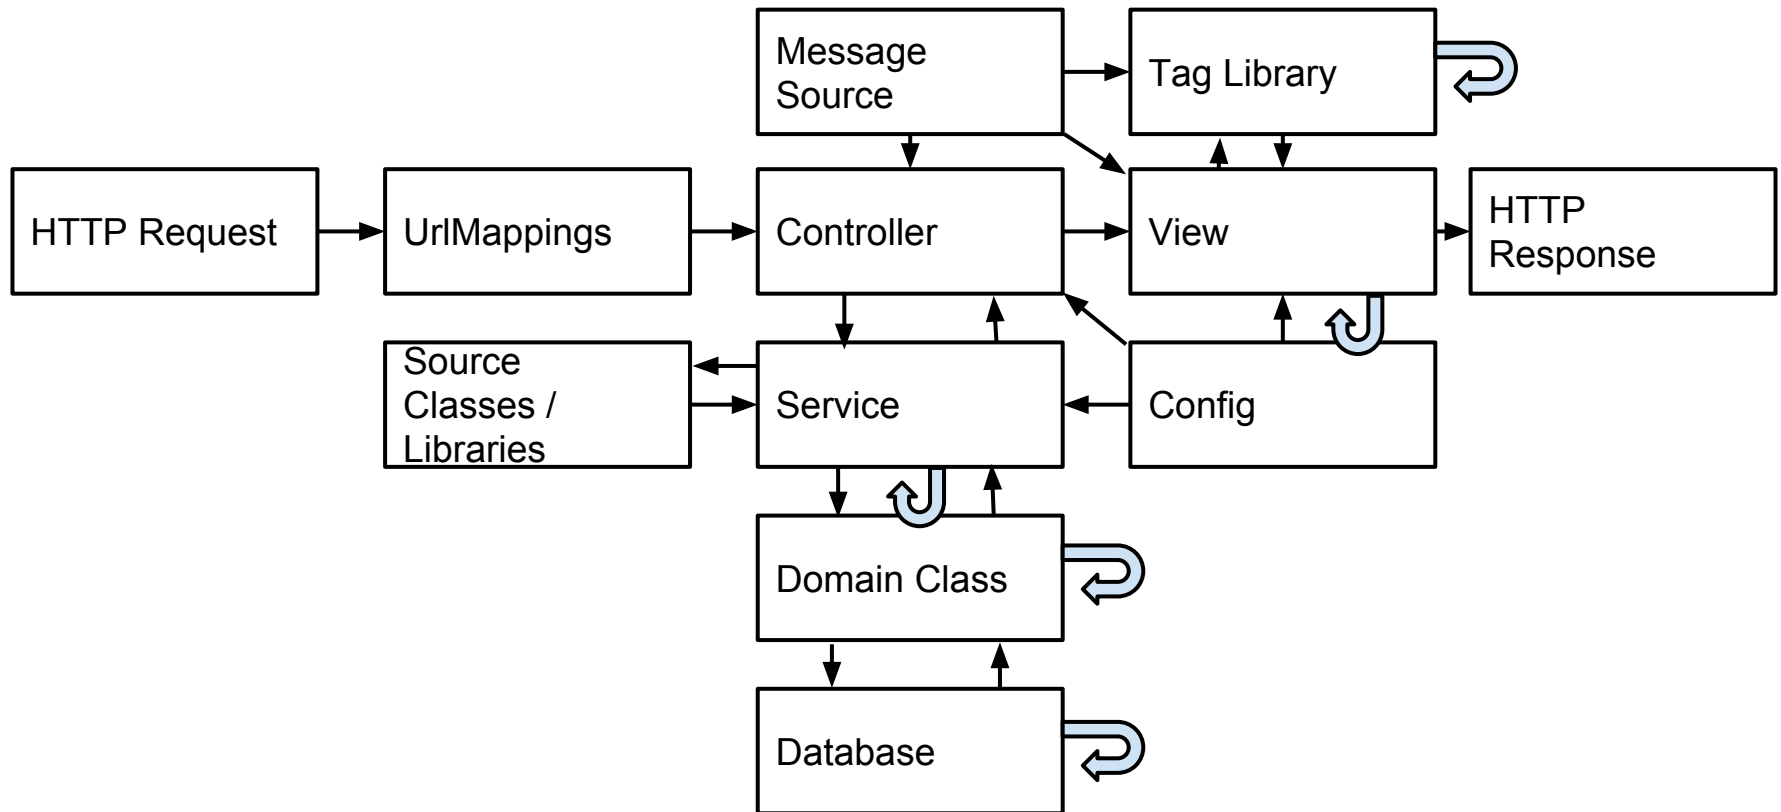 Message
Source
Tag Library
HTTP Request
UrlMappings
Controller
View
HTTP
Response
Source
Classes /
Libraries
Service
Config
Domain Class
Database